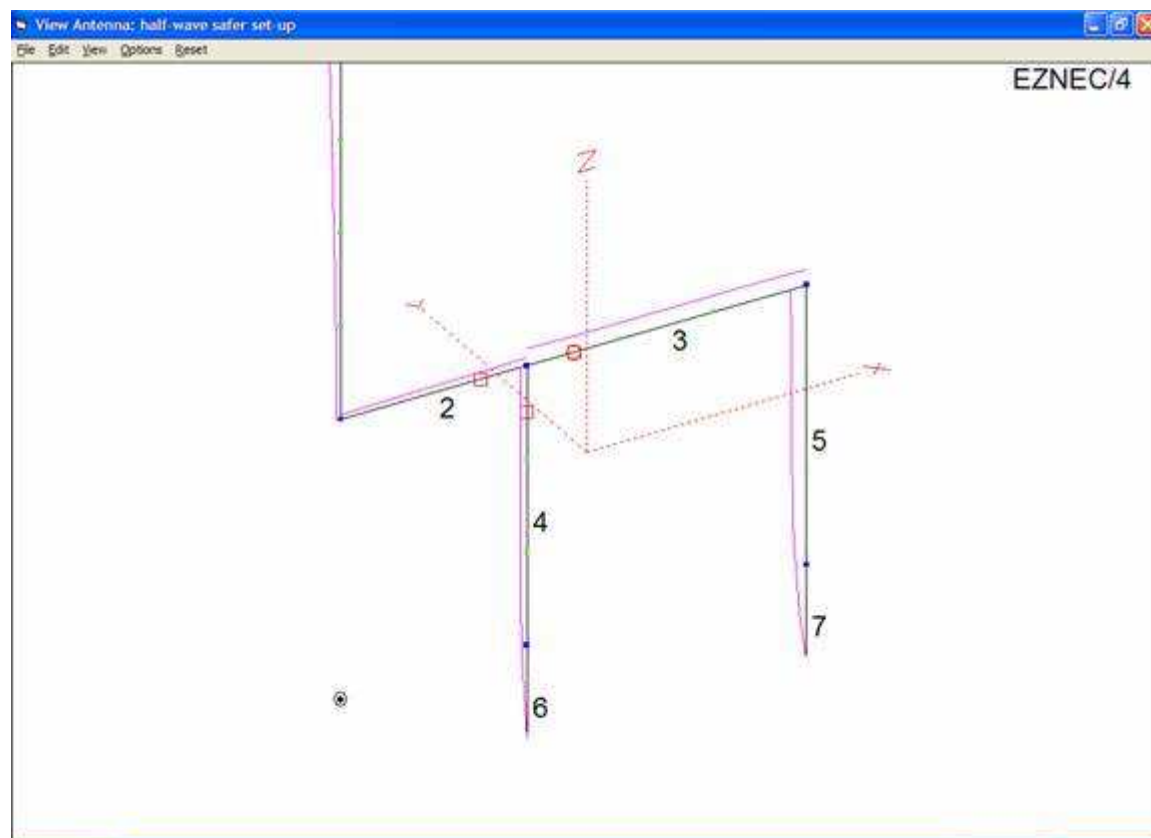 View Antenna: half-wave safer set-up
File Edit View Options Reset
EZNEC/4
Z
Y
X
3
2
5
4
7
6